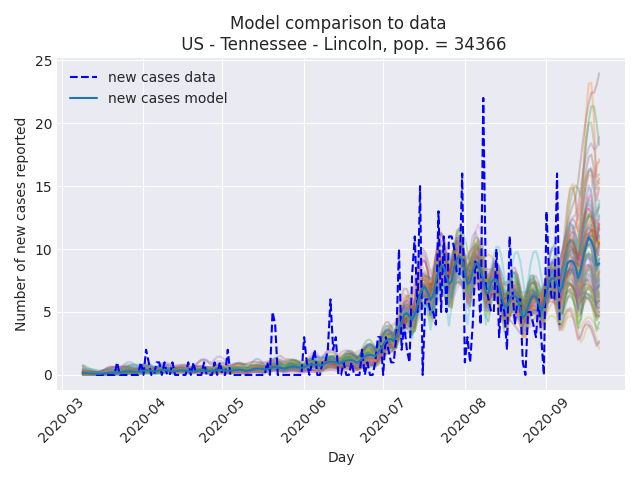 Model comparison to data
US - Tennessee - Lincoln, pop. = 34366
25
20
15
10
5
0
Number of new cases reported
new cases data
new cases model
2020-03
2020-04
2020-05
2020-06
2020-07
2020-08
2020-09
Day